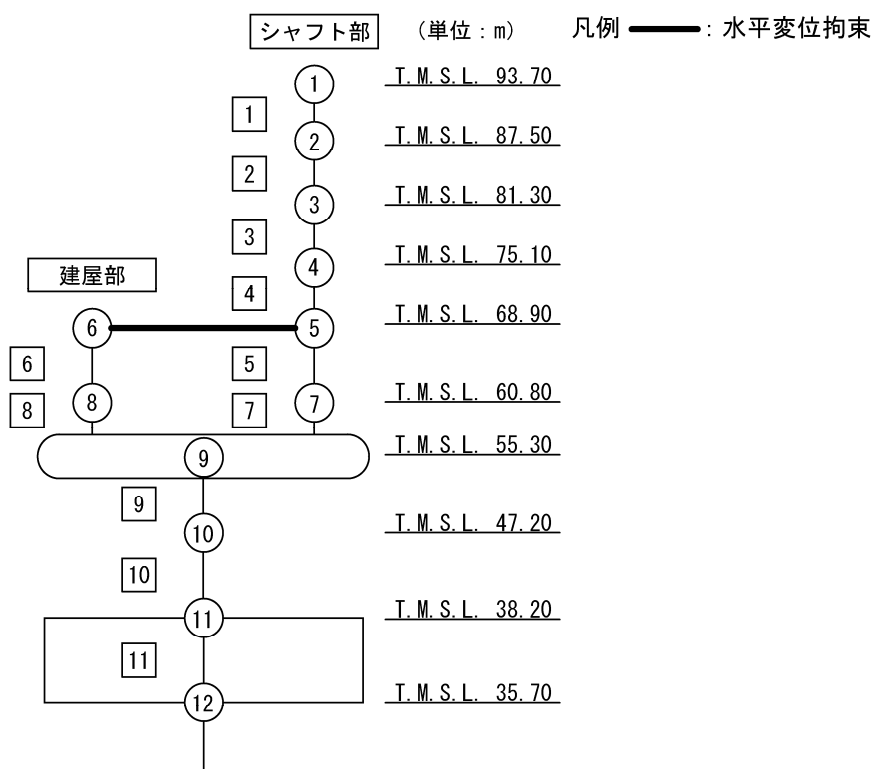 シャフト部 (単位:m) 凡例 ━━ : 水平変位拘束
1 T.M.S.L. 93.70
1
2 T.M.S.L. 87.50
2
3 T.M.S.L. 81.30
3
4 T.M.S.L. 75.10
建屋部
4
6 5 T.M.S.L. 68.90
6 5
8 7 T.M.S.L. 60.80
8 7
9 T.M.S.L. 55.30
9
10 T.M.S.L. 47.20
10
11 T.M.S.L. 38.20
11
12 T.M.S.L. 35.70